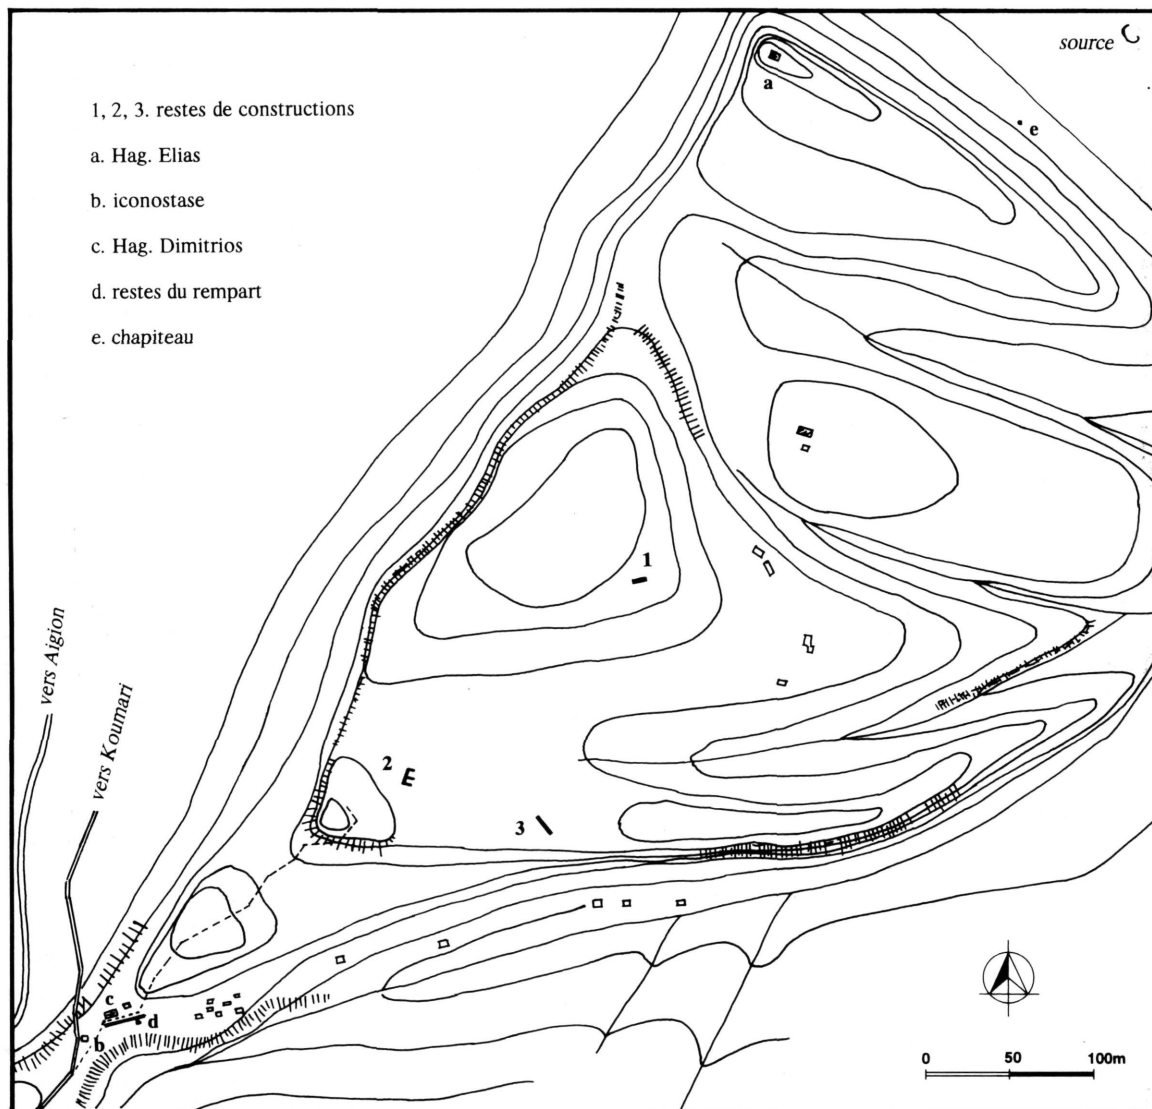 source
a
e
1, 2, 3. restes de constructions
a. Hag. Elias
b. iconostase
c. Hag. Dimitrios
d. restes du rempart
e. chapiteau
1
vers Aigion
vers Koumari
2
3
c
d
b
0 50 100m